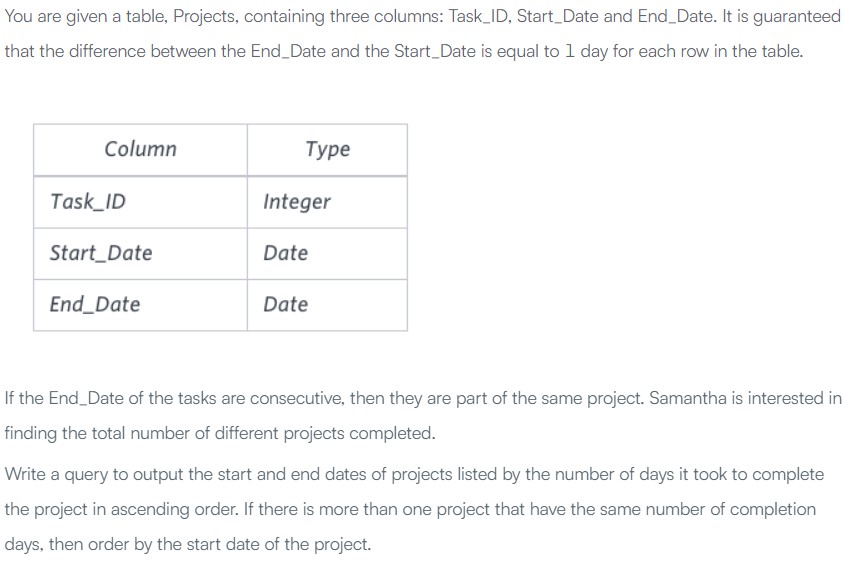 You are given a table, Projects, containing three columns: Task_ID, Start_Date and End_Date. It is guaranteed
that the difference between the End_Date and the Start_Date is equal to 1 day for each row in the table.
Column Type
Task_ID Integer
Start_Date Date
End_Date Date
If the End_Date of the tasks are consecutive, then they are part of the same project. Samantha is interested in
finding the total number of different projects completed.
Write a query to output the start and end dates of projects listed by the number of days it took to complete
the project in ascending order. If there is more than one project that have the same number of completion
days, then order by the start date of the project.